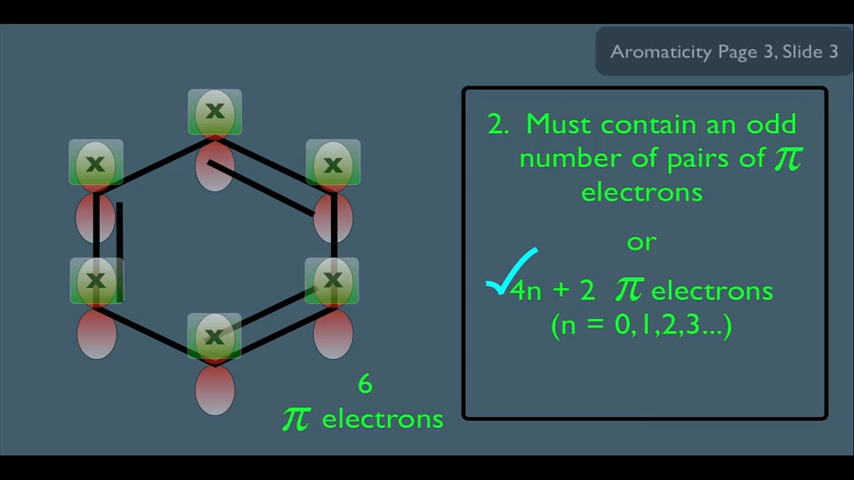 Aromaticity Page 3, Slide 3
2. Must contain an odd
number of pairs of π
electrons
or
4n + 2 π electrons
(n = 0,1,2,3...)
x
x
x
x
x
x
6
π electrons